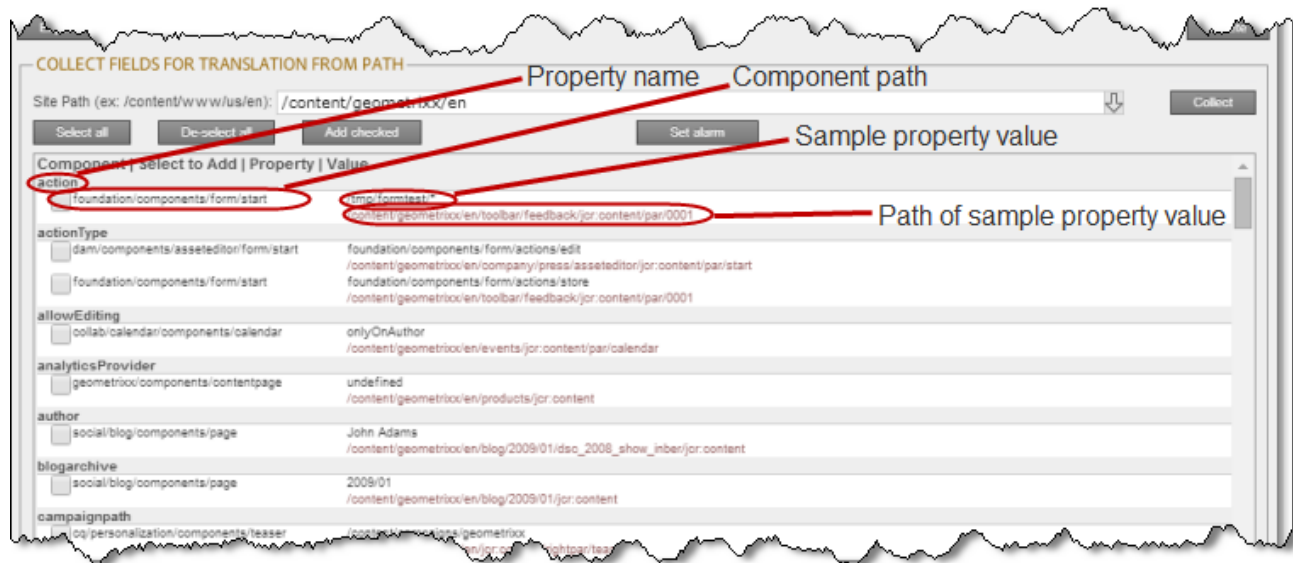 COLLECT FIELDS FOR TRANSLATION FROM PATH
Property name
Component path
Site Path (ex: /content/www/us/en):
/content/geometrixx/en
Collect
Select all
De-select all
Add checked
Set alarm
Sample property value
Component | Select to Add | Property | Value
action
foundation/components/form/start
/tmp/formtest/*
/content/geometrixx/en/toolbar/feedback/jcr:content/par/0001
Path of sample property value
actionType
dam/components/asseteditor/form/start
foundation/components/form/actions/edit
/content/geometrixx/en/company/press/asseteditor/jcr:content/par/start
foundation/components/form/start
foundation/components/form/actions/store
/content/geometrixx/en/toolbar/feedback/jcr:content/par/0001
allowEditing
collab/calendar/components/calendar
onlyOnAuthor
/content/geometrixx/en/events/jcr:content/par/calendar
analyticsProvider
geometrixx/components/contentpage
undefined
/content/geometrixx/en/products/jcr:content
author
social/blog/components/page
John Adams
/content/geometrixx/en/blog/2009/01/dsc_2008_show_inber/jcr:content
blogarchive
social/blog/components/page
2009/01
/content/geometrixx/en/blog/2009/01/jcr:content
campaignpath
cq/personalization/components/teaser
/content/campaigns/geometrixx